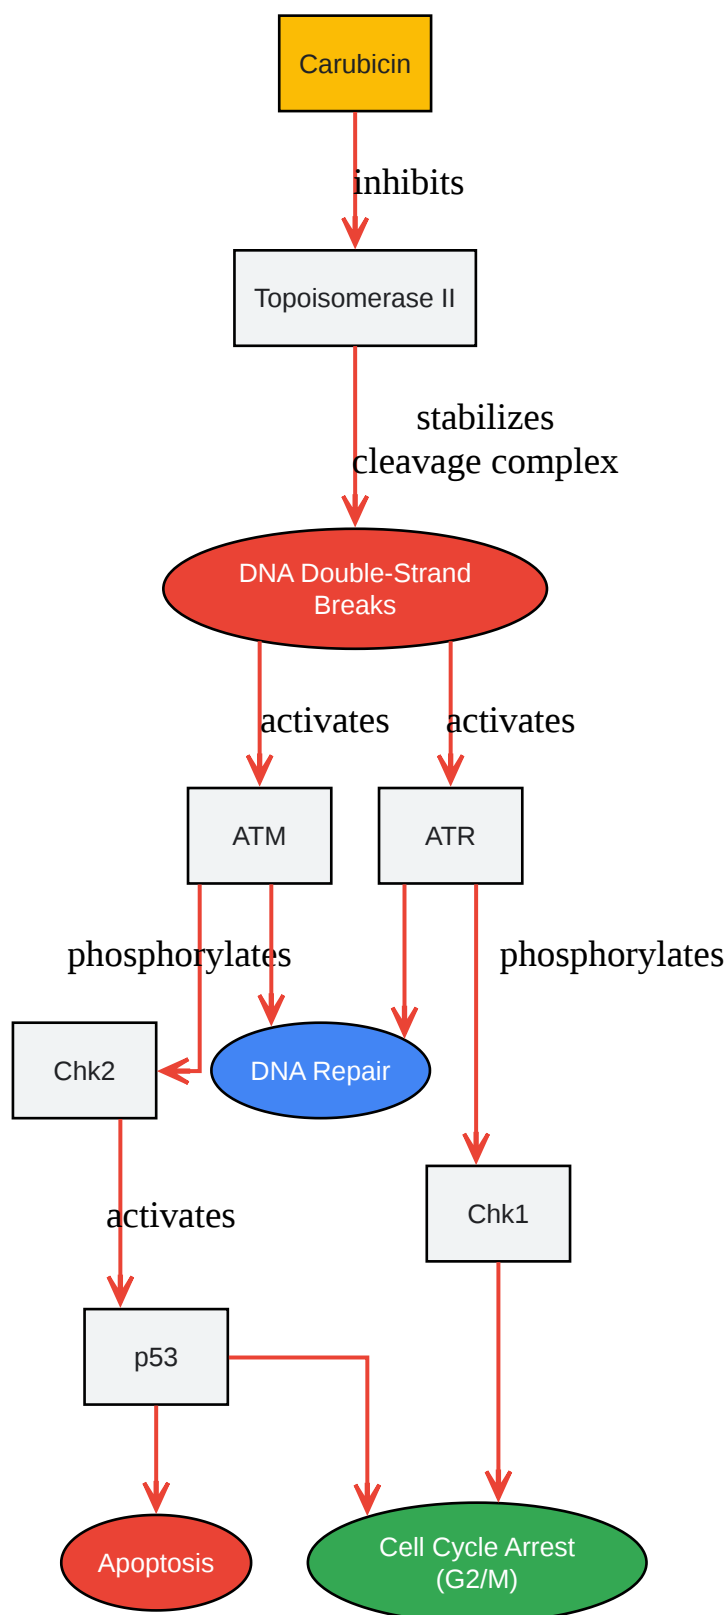 Carubicin
inhibits
Topoisomerase II
stabilizes
cleavage complex
DNA Double-Strand
Breaks
activates
activates
ATM
ATR
phosphorylates
phosphorylates
Chk2
DNA Repair
activates
Chk1
p53
Apoptosis
Cell Cycle Arrest
(G2/M)